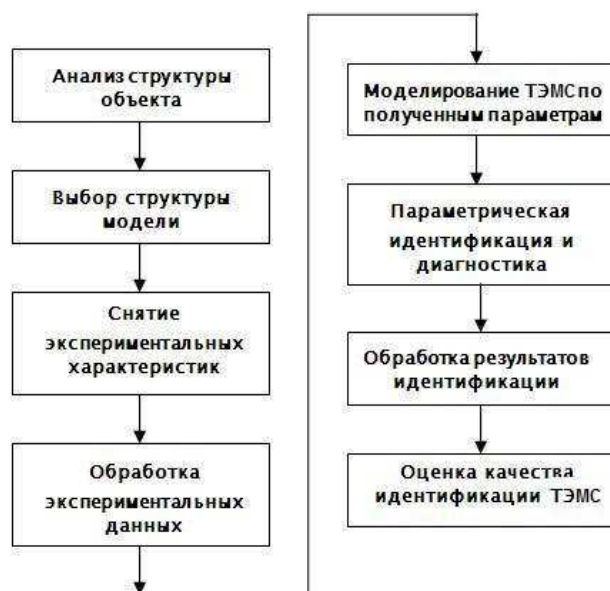 Анализ структуры
объекта
Выбор структуры
модели
Снятие
экспериментальных
характеристик
Обработка
экспериментальных
данных
Моделирование ТЭМС по
полученным параметрам
Параметрическая
идентификация и
диагностика
Обработка результатов
идентификации
Оценка качества
идентификации ТЭМС